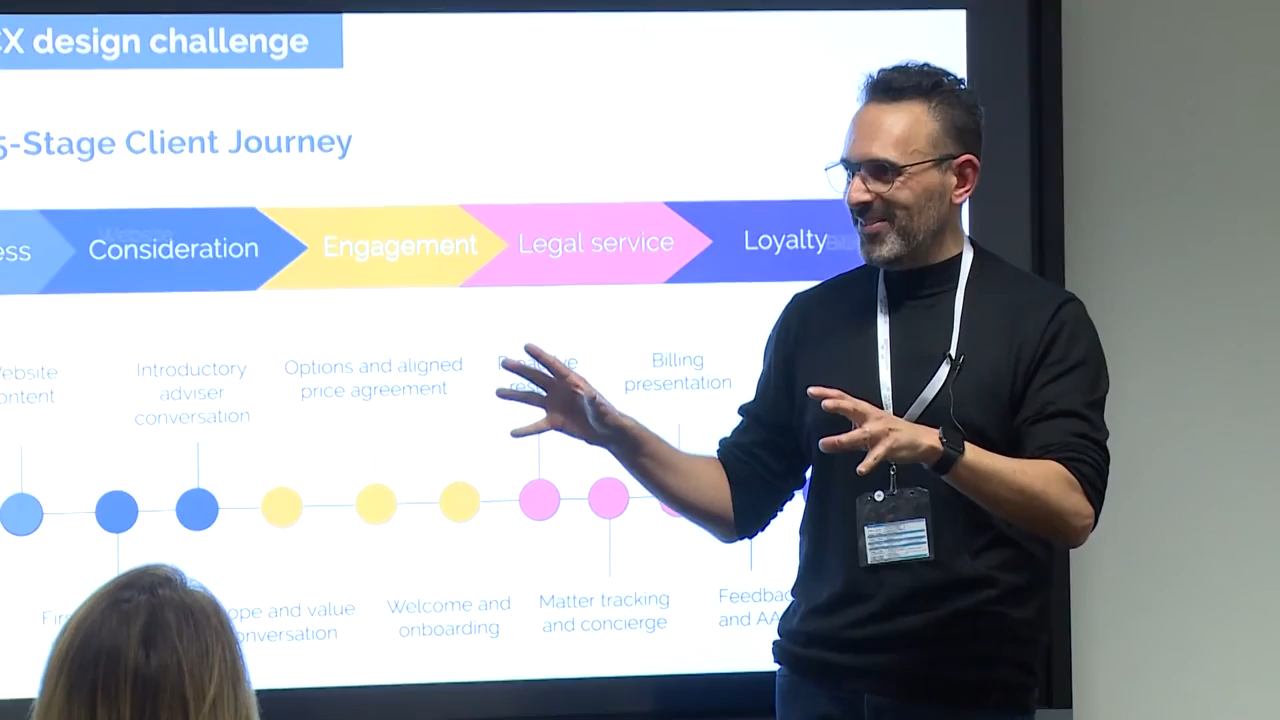 CX design challenge
5-Stage Client Journey
ess
Consideration
Engagement
Legal service
Loyalty
ebsite
ontent
Introductory
adviser
conversation
Options and aligned
price agreement
Billing
presentation
ope and value
onversation
Welcome and
onboarding
Matter tracking
and concierge
Feedbac
and AA